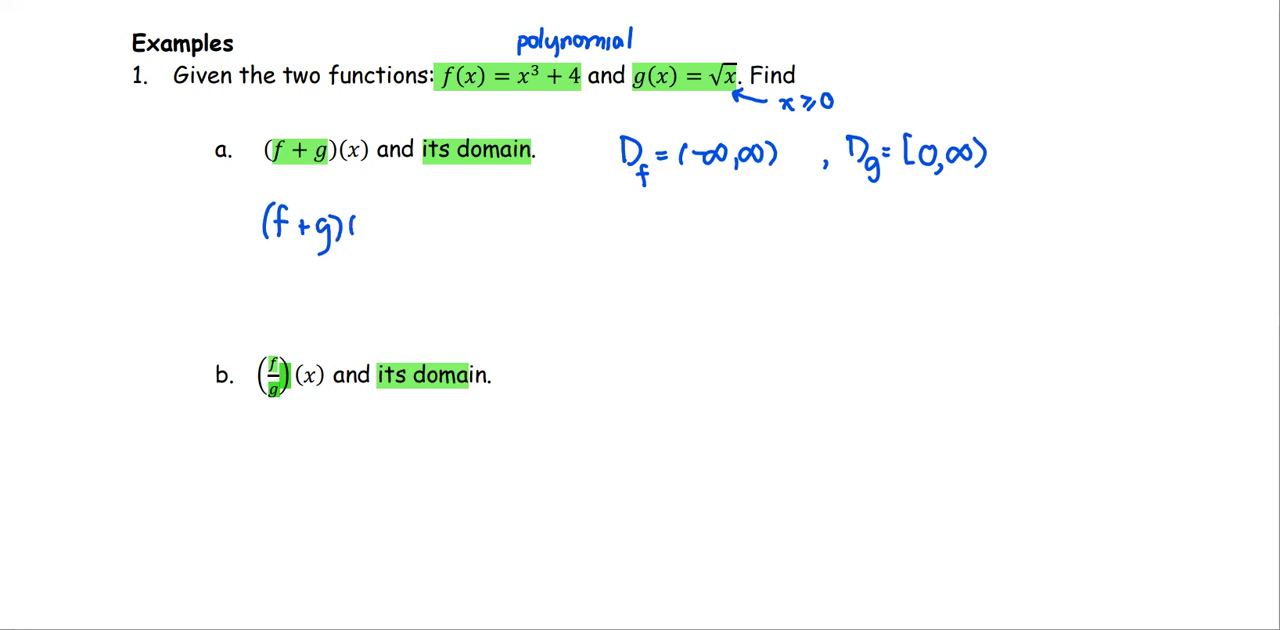 Examples
polynomial
1. Given the two functions: f(x) = x³ + 4 and g(x) = √x. Find
x ≥ 0
a. (f + g)(x) and its domain.
D_f = (-∞, ∞) , D_g = [0, ∞)
(f + g)(
b. (f/g)(x) and its domain.